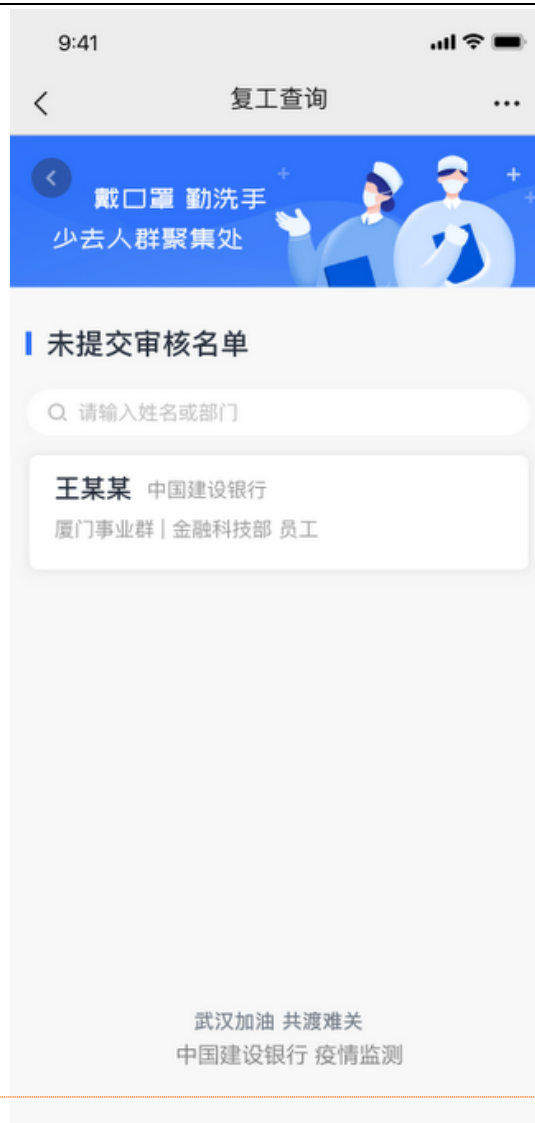 9:41
复工查询
戴口罩 勤洗手
少去人群聚集处
未提交审核名单
请输入姓名或部门
王某某 中国建设银行
厦门事业群 | 金融科技部 员工
武汉加油 共渡难关
中国建设银行 疫情监测